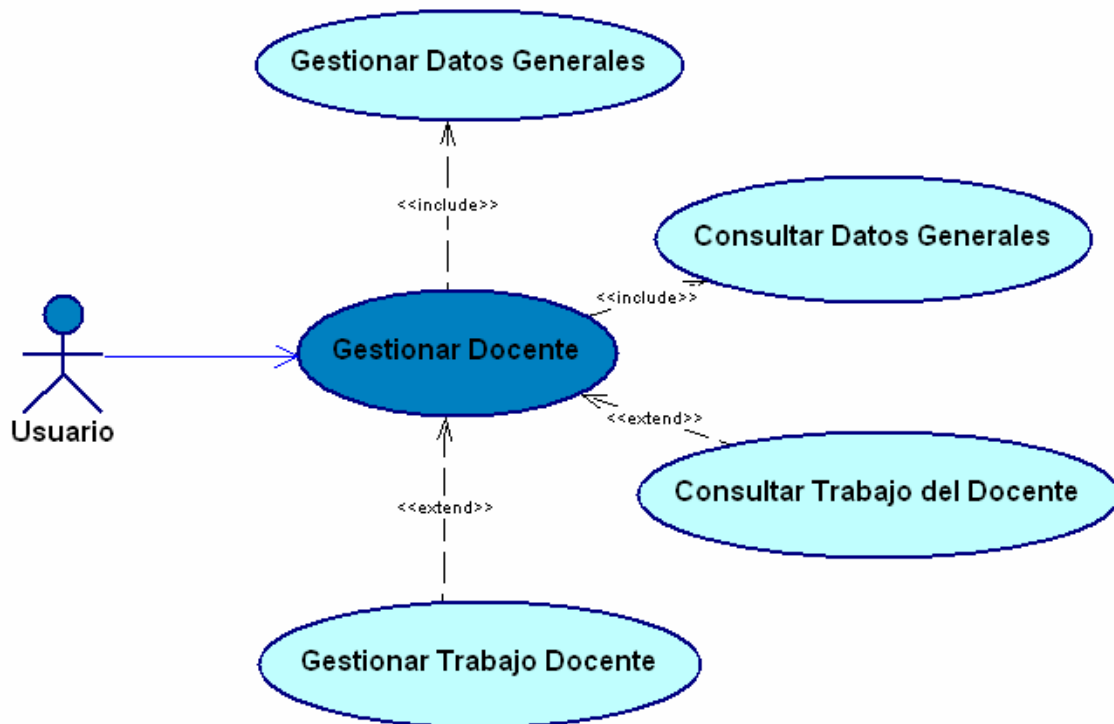 Gestionar Datos Generales
<<include>>
Consultar Datos Generales
<<include>>
Gestionar Docente
Usuario
<<extend>>
Consultar Trabajo del Docente
<<extend>>
Gestionar Trabajo Docente